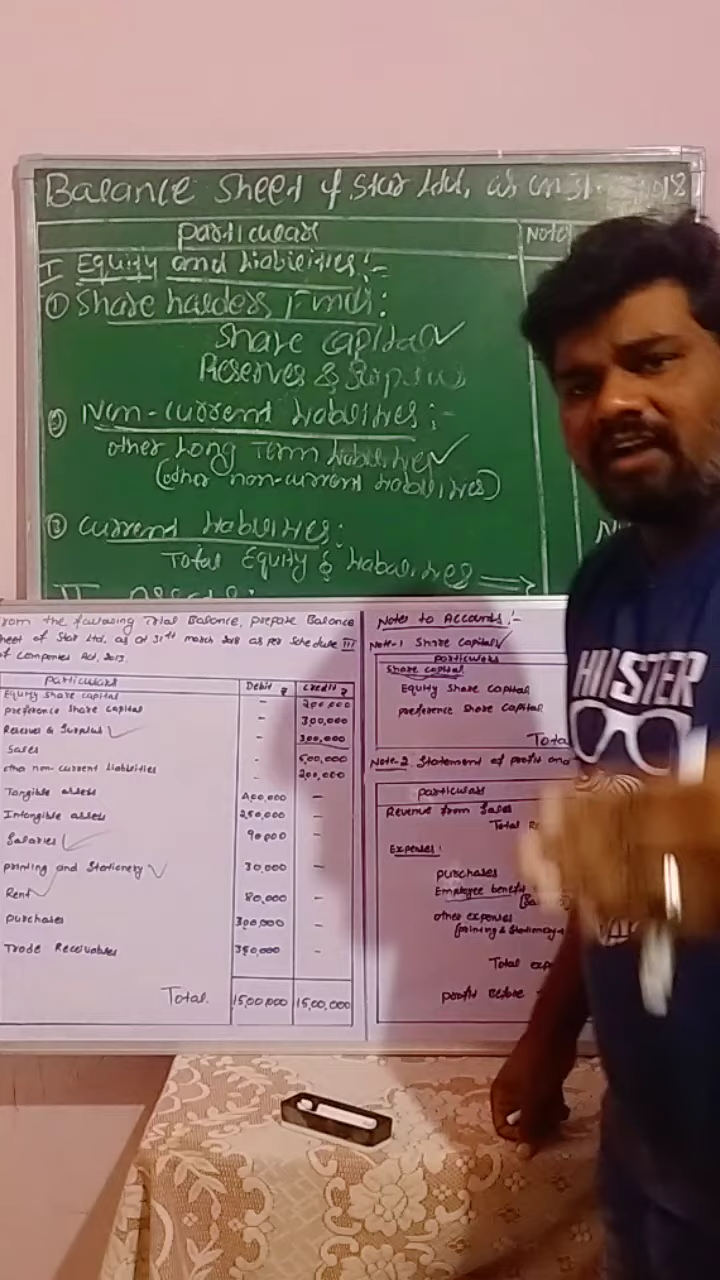 Balance Sheet of Star Ltd, as on 31 2018
particulars Note
I Equity and Liabilities:-
① Share holders Fund:
Share capital ✓
Reserves & Surplus
② Non-current Liabilities:-
other Long Term Liabilities ✓
(other non-current Liabilities)
③ current Liabilities:
Total Equity & Liabilities
From the following Trial Balance, prepare Balance
sheet of Star Ltd. as at 31st march 2018 as per Schedule III
of Companies Act, 2013.
particulars Debit ₹ Credit ₹
Equity share capital - 200,000
preference share capital - 300,000
Reserves & Surplus ✓ - 300,000
Sales - 500,000
other non-current Liabilities - 200,000
Tangible assets 400,000 -
Intangible assets 250,000 -
Salaries ✓ 90,000 -
printing and Stationery ✓ 30,000 -
Rent ✓ 80,000 -
purchases 300,000 -
Trade Receivables 350,000 -
Total. 15,00,000 15,00,000
Notes to Accounts:-
Note-1 Share Capital ✓
particulars
Share capital
Equity share capital
preference share capital
Total
Note-2 Statement of profit and
particulars
Revenue from Sales
Total
Expenses:
purchases
Employee benefit
other expenses
(printing & Stationery+
Total
profit Before
HIPSTER